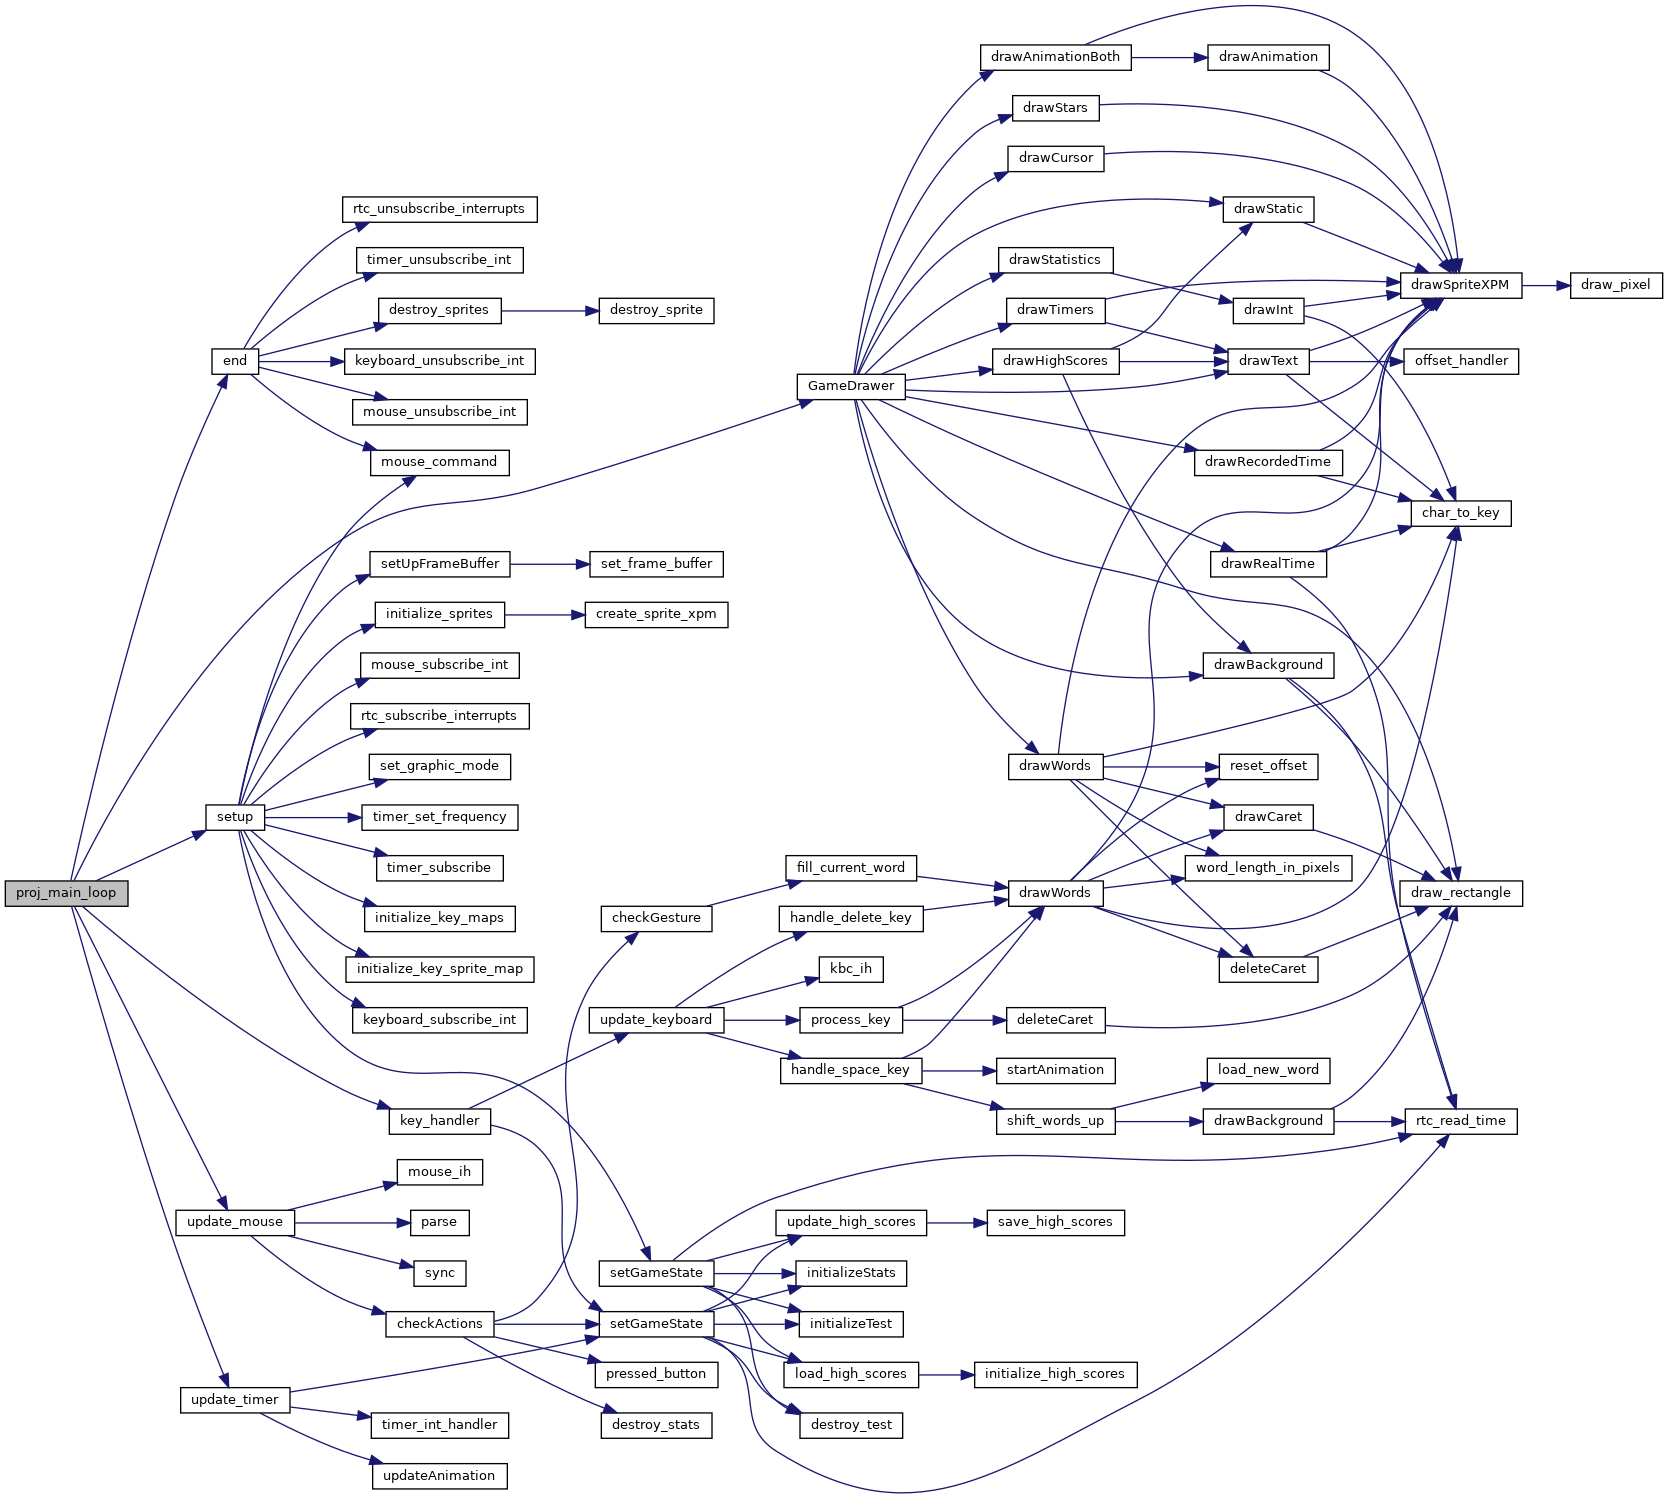 proj_main_loop
end
rtc_unsubscribe_interrupts
timer_unsubscribe_int
destroy_sprites
destroy_sprite
keyboard_unsubscribe_int
mouse_unsubscribe_int
mouse_command
setup
setUpFrameBuffer
set_frame_buffer
initialize_sprites
create_sprite_xpm
mouse_subscribe_int
rtc_subscribe_interrupts
set_graphic_mode
timer_set_frequency
timer_subscribe
initialize_key_maps
initialize_key_sprite_map
keyboard_subscribe_int
key_handler
update_mouse
mouse_ih
parse
sync
checkActions
update_timer
timer_int_handler
updateAnimation
checkGesture
update_keyboard
setGameState
setGameState
pressed_button
destroy_stats
fill_current_word
handle_delete_key
kbc_ih
process_key
handle_space_key
update_high_scores
save_high_scores
initializeStats
initializeTest
load_high_scores
initialize_high_scores
destroy_test
GameDrawer
drawAnimationBoth
drawAnimation
drawStars
drawCursor
drawStatic
drawStatistics
drawTimers
drawInt
drawHighScores
drawText
drawRecordedTime
drawRealTime
drawBackground
drawWords
reset_offset
drawCaret
word_length_in_pixels
drawWords
deleteCaret
deleteCaret
startAnimation
load_new_word
shift_words_up
drawBackground
drawSpriteXPM
draw_pixel
offset_handler
char_to_key
draw_rectangle
rtc_read_time